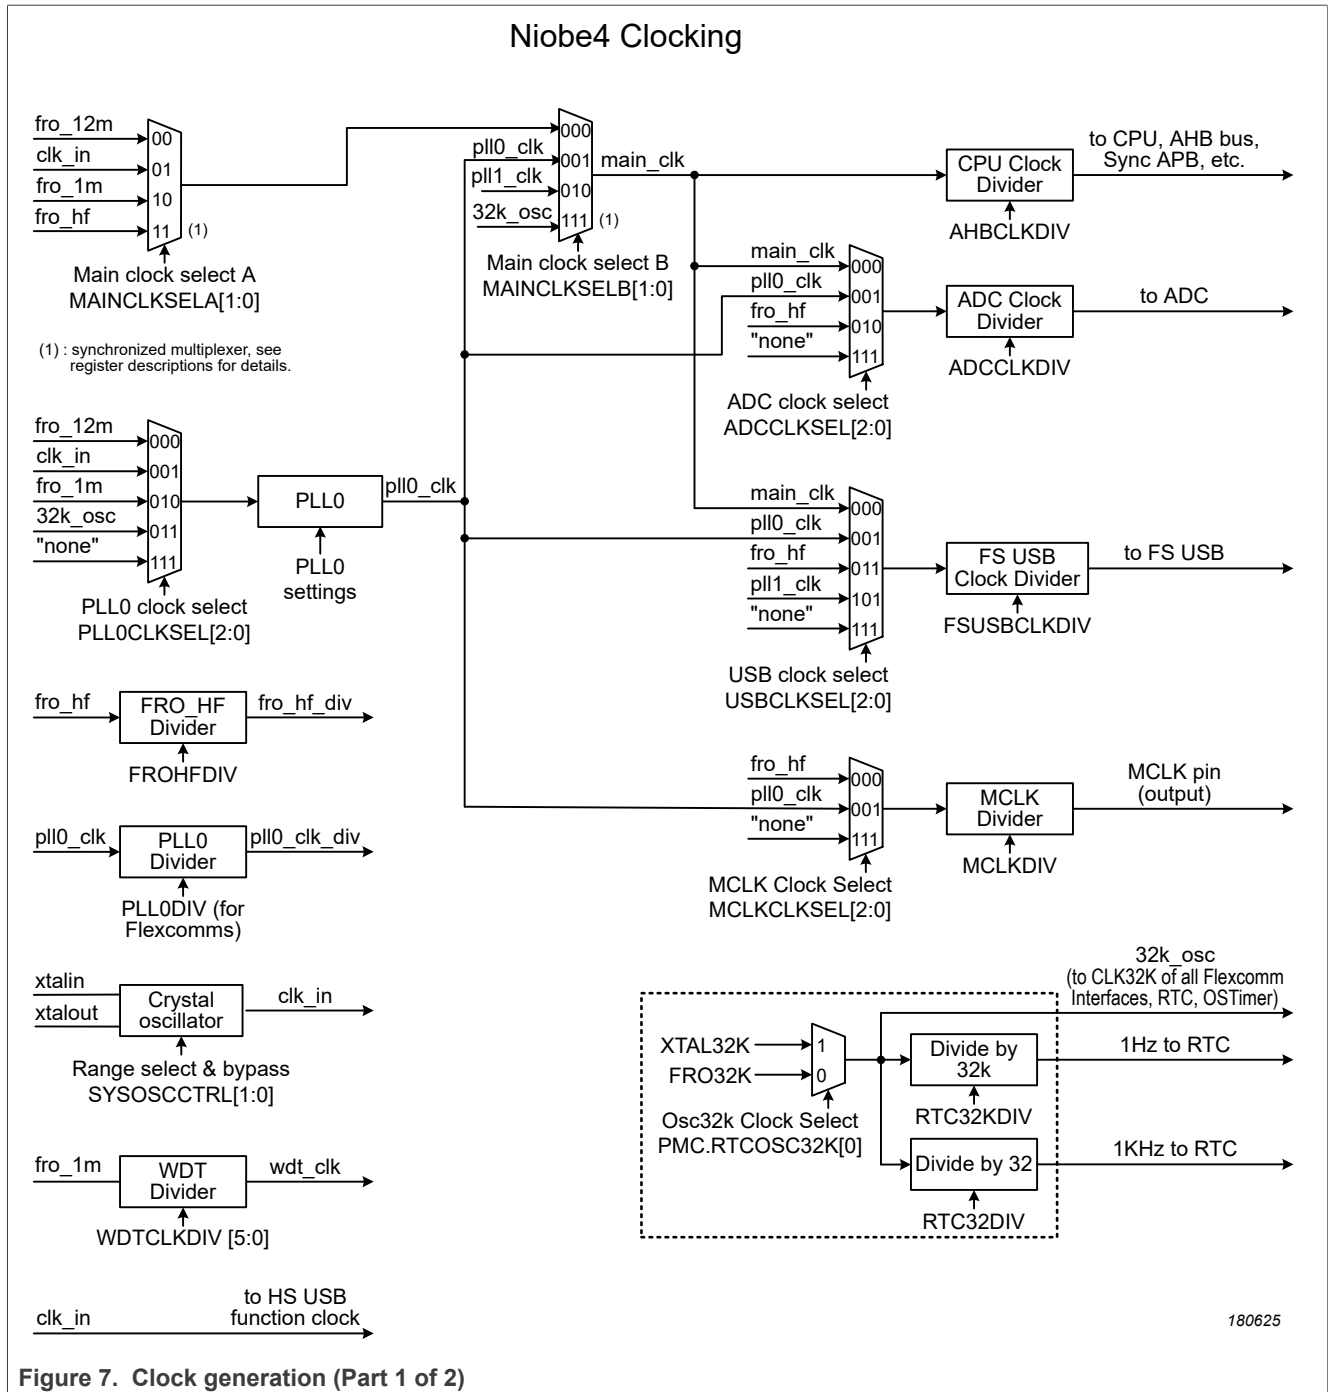 Niobe4 Clocking
fro_12m
clk_in
fro_1m
fro_hf
00
01
10
11
(1)
Main clock select A
MAINCLKSELA[1:0]
(1) : synchronized multiplexer, see
register descriptions for details.
pll0_clk
pll1_clk
32k_osc
000
001
010
111
(1)
main_clk
Main clock select B
MAINCLKSELB[1:0]
CPU Clock
Divider
AHBCLKDIV
to CPU, AHB bus,
Sync APB, etc.
main_clk
pll0_clk
fro_hf
"none"
000
001
010
111
ADC clock select
ADCCLKSEL[2:0]
ADC Clock
Divider
ADCCLKDIV
to ADC
fro_12m
clk_in
fro_1m
32k_osc
"none"
000
001
010
011
111
PLL0 clock select
PLL0CLKSEL[2:0]
PLL0
PLL0
settings
pll0_clk
main_clk
pll0_clk
fro_hf
pll1_clk
"none"
000
001
011
101
111
USB clock select
USBCLKSEL[2:0]
FS USB
Clock Divider
FSUSBCLKDIV
to FS USB
fro_hf
FRO_HF
Divider
fro_hf_div
FROHFDIV
fro_hf
pll0_clk
"none"
000
001
111
MCLK Clock Select
MCLKCLKSEL[2:0]
MCLK
Divider
MCLKDIV
MCLK pin
(output)
pll0_clk
PLL0
Divider
pll0_clk_div
PLL0DIV (for
Flexcomms)
xtalin
xtalout
Crystal
oscillator
clk_in
Range select & bypass
SYSOSCCTRL[1:0]
32k_osc
(to CLK32K of all Flexcomm
Interfaces, RTC, OSTimer)
XTAL32K
FRO32K
1
0
Osc32k Clock Select
PMC.RTCOSC32K[0]
Divide by
32k
RTC32KDIV
1Hz to RTC
Divide by 32
RTC32DIV
1KHz to RTC
fro_1m
WDT
Divider
wdt_clk
WDTCLKDIV [5:0]
clk_in
to HS USB
function clock
180625
Figure 7. Clock generation (Part 1 of 2)